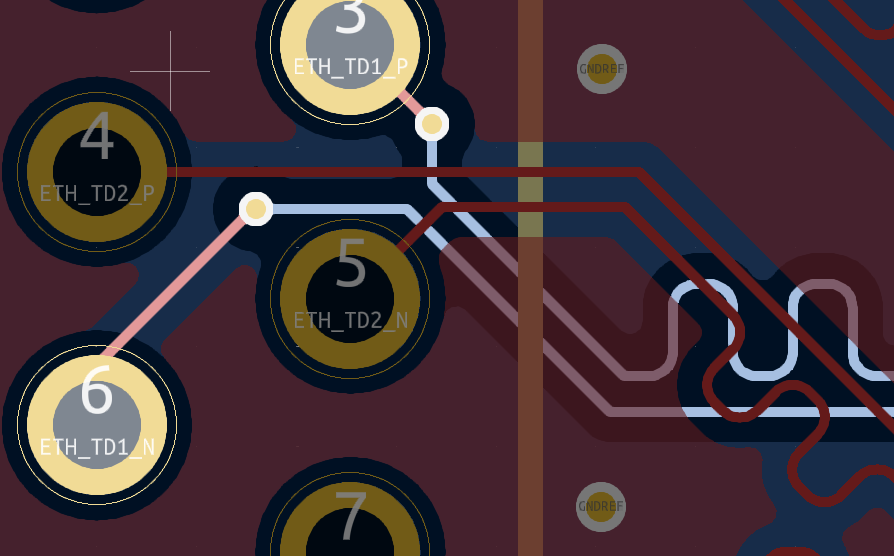 3
ETH_TD1_P
GNDREF
4
ETH_TD2_P
5
ETH_TD2_N
6
ETH_TD1_N
7
GNDREF